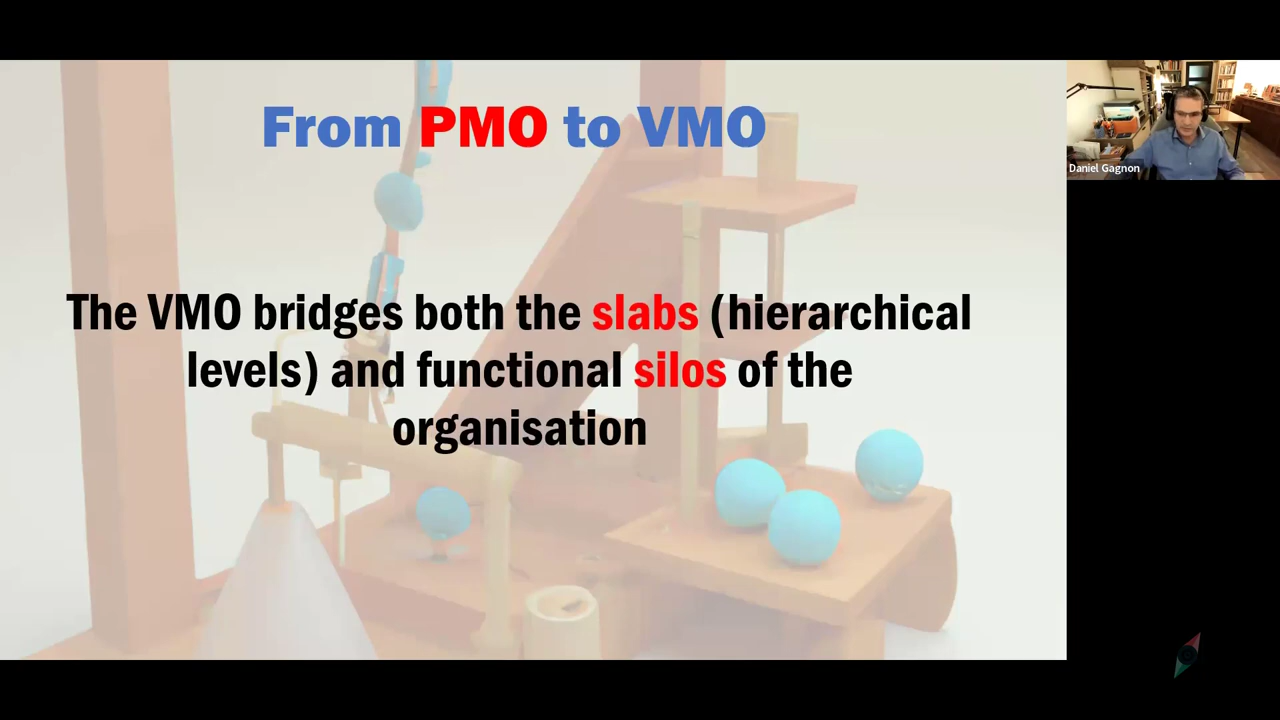 From PMO to VMO
The VMO bridges both the slabs (hierarchical
levels) and functional silos of the
organisation
Daniel Gagnon